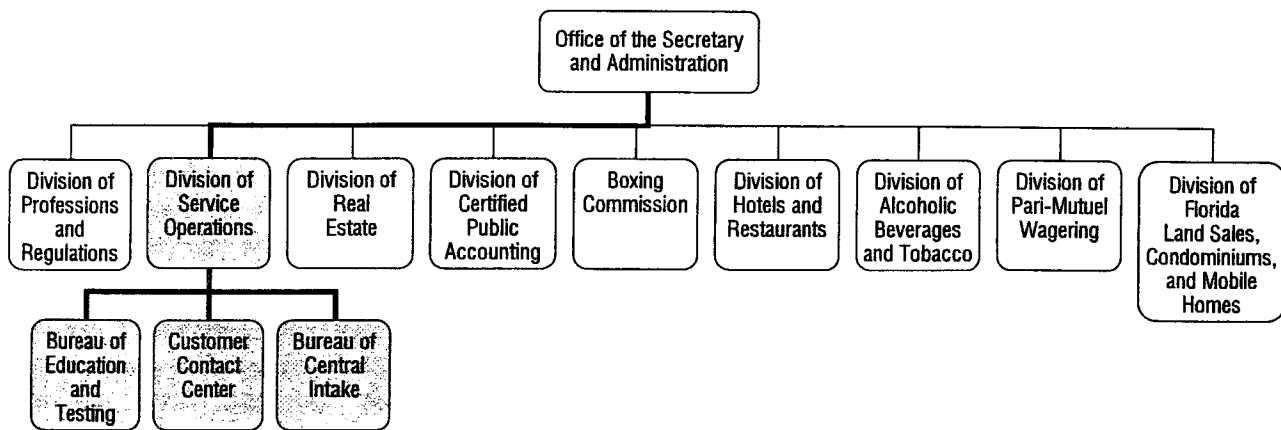 Office of the Secretary
and Administration
Division of
Professions
and
Regulations
Division of
Service
Operations
Division of
Real
Estate
Division of
Certified
Public
Accounting
Boxing
Commission
Division of
Hotels and
Restaurants
Division of
Alcoholic
Beverages
and Tobacco
Division of
Pari-Mutuel
Wagering
Division of
Florida
Land Sales,
Condominiums,
and Mobile
Homes
Bureau of
Education
and
Testing
Customer
Contact
Center
Bureau of
Central
Intake